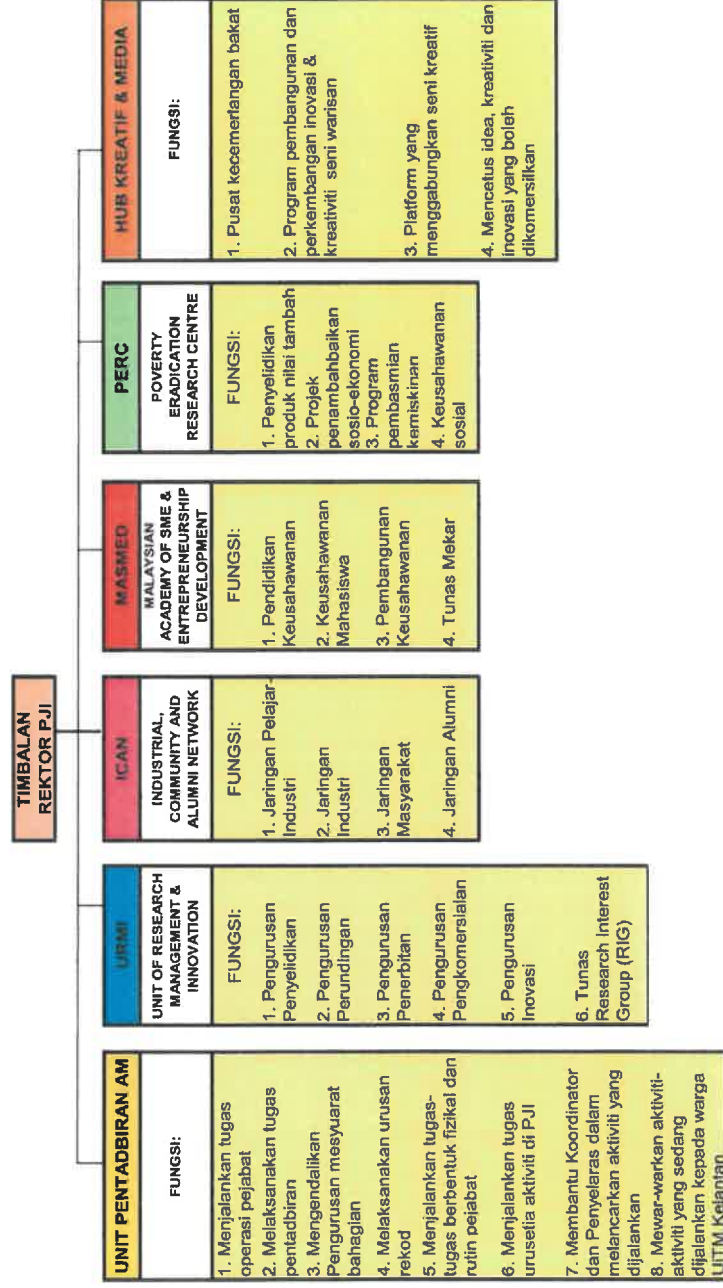 TIMBALAN
REKTOR PJI
UNIT PENTADBIRAN AM
FUNGSI:
1. Menjalankan tugas
operasi pejabat
2. Melaksanakan tugas
pentadbiran
3. Mengendalikan
Pengurusan mesyuarat
bahagian
4. Melaksanakan urusan
rekod
5. Menjalankan tugas-
tugas berbentuk fizikal dan
rutin pejabat
6. Menjalankan tugas
urusetia aktiviti di PJI
7. Membantu Koordinator
dan Penyelaras dalam
melancarkan aktiviti yang
dijalankan
8. Mewar-warkan aktiviti-
aktiviti yang sedang
dijalankan kepada warga
UiTM Kelantan
URMI
UNIT OF RESEARCH
MANAGEMENT &
INNOVATION
FUNGSI:
1. Pengurusan
Penyelidikan
2. Pengurusan
Perundingan
3. Pengurusan
Penerbitan
4. Pengurusan
Pengkomersialan
5. Pengurusan
Inovasi
6. Tunas
Research Interest
Group (RIG)
ICAN
INDUSTRIAL,
COMMUNITY AND
ALUMNI NETWORK
FUNGSI:
1. Jaringan Pelajar-
Industri
2. Jaringan
Industri
3. Jaringan
Masyarakat
4. Jaringan Alumni
MASMED
MALAYSIAN
ACADEMY OF SME &
ENTREPRENEURSHIP
DEVELOPMENT
FUNGSI:
1. Pendidikan
Keusahawanan
2. Keusahawanan
Mahasiswa
3. Pembangunan
Keusahawanan
4. Tunas Mekar
PERC
POVERTY
ERADICATION
RESEARCH CENTRE
FUNGSI:
1. Penyelidikan
produk nilai tambah
2. Projek
penambahbaikan
sosio-ekonomi
3. Program
pembasmian
kemiskinan
4. Keusahawanan
sosial
HUB KREATIF & MEDIA
FUNGSI:
1. Pusat kecemerlangan bakat
2. Program pembangunan dan
perkembangan inovasi &
kreativiti seni warisan
3. Platform yang
menggabungkan seni kreatif
4. Mencetus idea, kreativiti dan
inovasi yang boleh
dikomersilkan